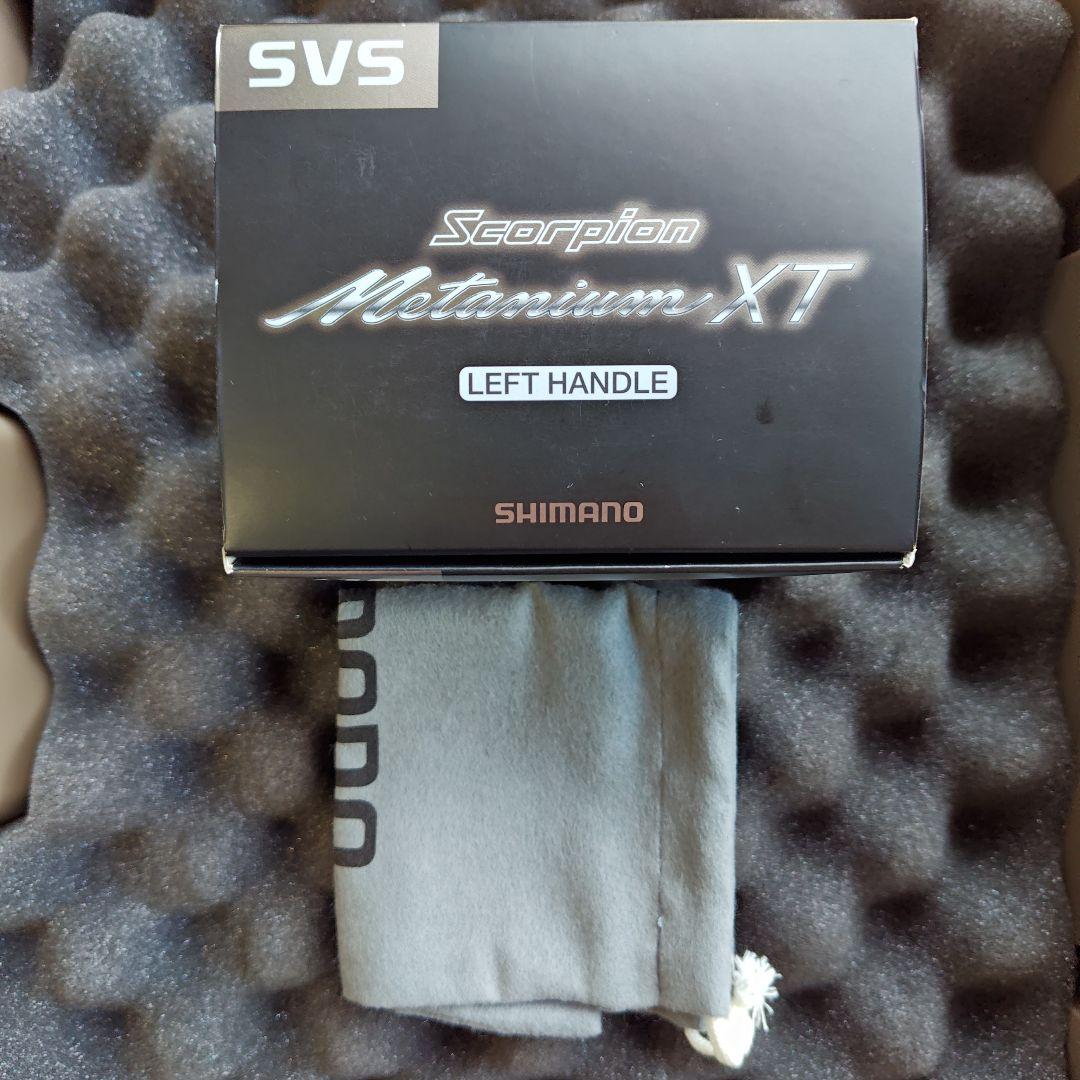 SVS
Scorpion
Metanium XT
LEFT HANDLE
SHIMANO